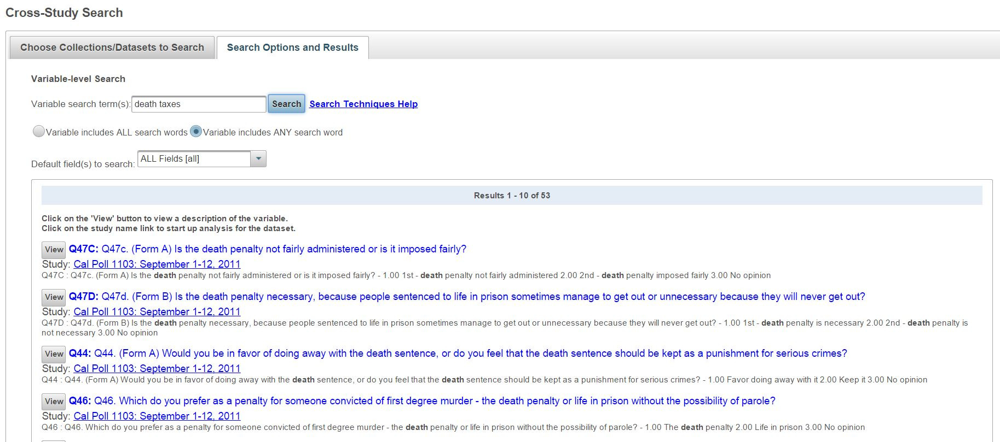 Cross-Study Search
Choose Collections/Datasets to Search
Search Options and Results
Variable-level Search
Variable search term(s): death taxes Search Search Techniques Help
Variable includes ALL search words Variable includes ANY search word
Default field(s) to search: ALL Fields [all]
Results 1 - 10 of 53
Click on the 'View' button to view a description of the variable.
Click on the study name link to start up analysis for the dataset.
View Q47C: Q47c. (Form A) Is the death penalty not fairly administered or is it imposed fairly?
Study: Cal Poll 1103: September 1-12, 2011
Q47C : Q47c. (Form A) Is the death penalty not fairly administered or is it imposed fairly? - 1.00 1st - death penalty not fairly administered 2.00 2nd - death penalty imposed fairly 3.00 No opinion
View Q47D: Q47d. (Form B) Is the death penalty necessary, because people sentenced to life in prison sometimes manage to get out or unnecessary because they will never get out?
Study: Cal Poll 1103: September 1-12, 2011
Q47D : Q47d. (Form B) Is the death penalty necessary, because people sentenced to life in prison sometimes manage to get out or unnecessary because they will never get out? - 1.00 1st - death penalty is necessary 2.00 2nd - death penalty is
not necessary 3.00 No opinion
View Q44: Q44. (Form A) Would you be in favor of doing away with the death sentence, or do you feel that the death sentence should be kept as a punishment for serious crimes?
Study: Cal Poll 1103: September 1-12, 2011
Q44 : Q44. (Form A) Would you be in favor of doing away with the death sentence, or do you feel that the death sentence should be kept as a punishment for serious crimes? - 1.00 Favor doing away with it 2.00 Keep it 3.00 No opinion
View Q46: Q46. Which do you prefer as a penalty for someone convicted of first degree murder - the death penalty or life in prison without the possibility of parole?
Study: Cal Poll 1103: September 1-12, 2011
Q46 : Q46. Which do you prefer as a penalty for someone convicted of first degree murder - the death penalty or life in prison without the possibility of parole? - 1.00 The death penalty 2.00 Life in prison 3.00 No opinion